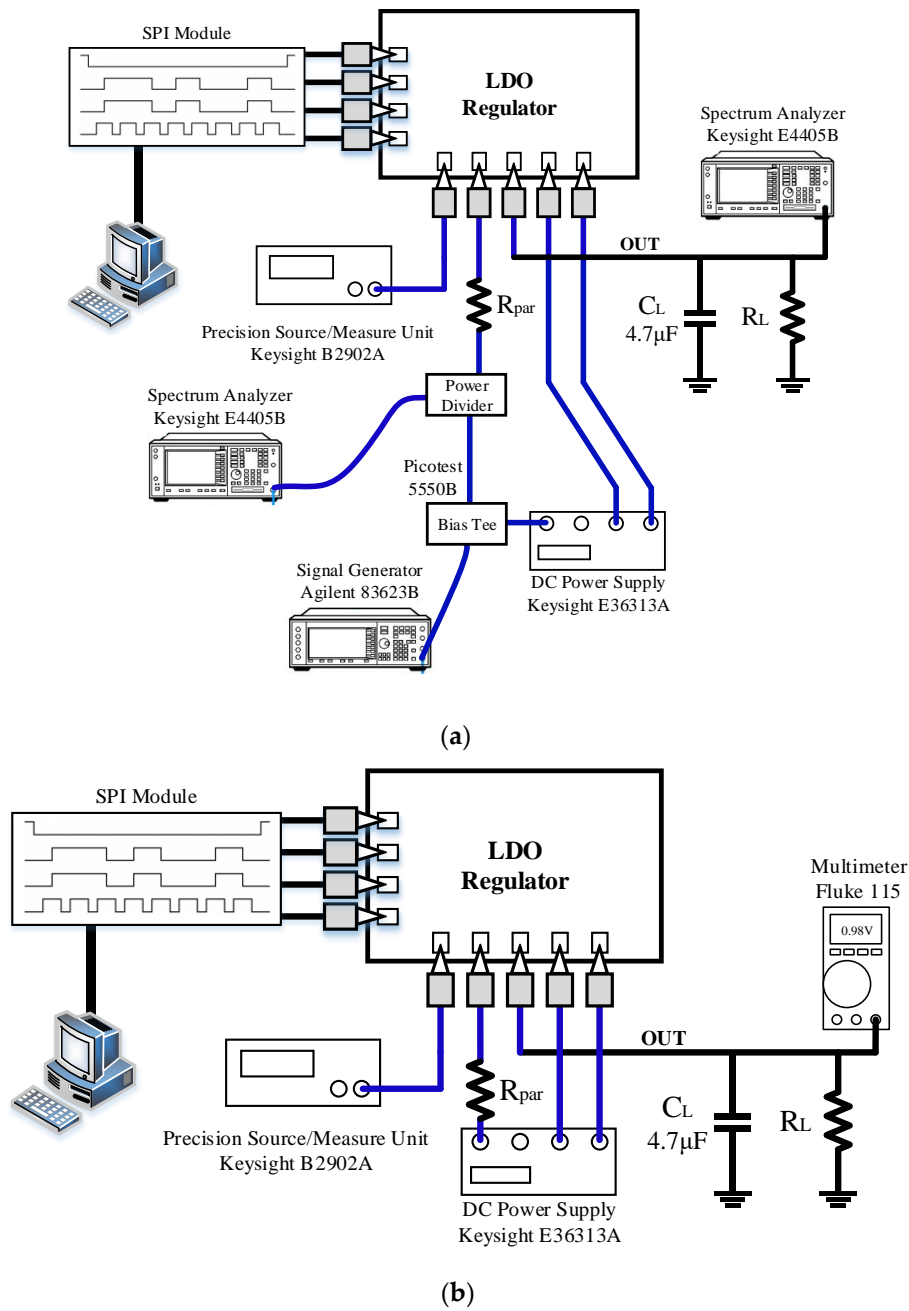 SPI Module
LDO
Regulator
Spectrum Analyzer
Keysight E4405B
OUT
Rpar
CL
4.7μF
RL
Precision Source/Measure Unit
Keysight B2902A
Power
Divider
Spectrum Analyzer
Keysight E4405B
Picotest
5550B
Bias Tee
Signal Generator
Agilent 83623B
DC Power Supply
Keysight E36313A
(a)
SPI Module
LDO
Regulator
Multimeter
Fluke 115
0.98V
OUT
Rpar
CL
4.7μF
RL
Precision Source/Measure Unit
Keysight B2902A
DC Power Supply
Keysight E36313A
(b)